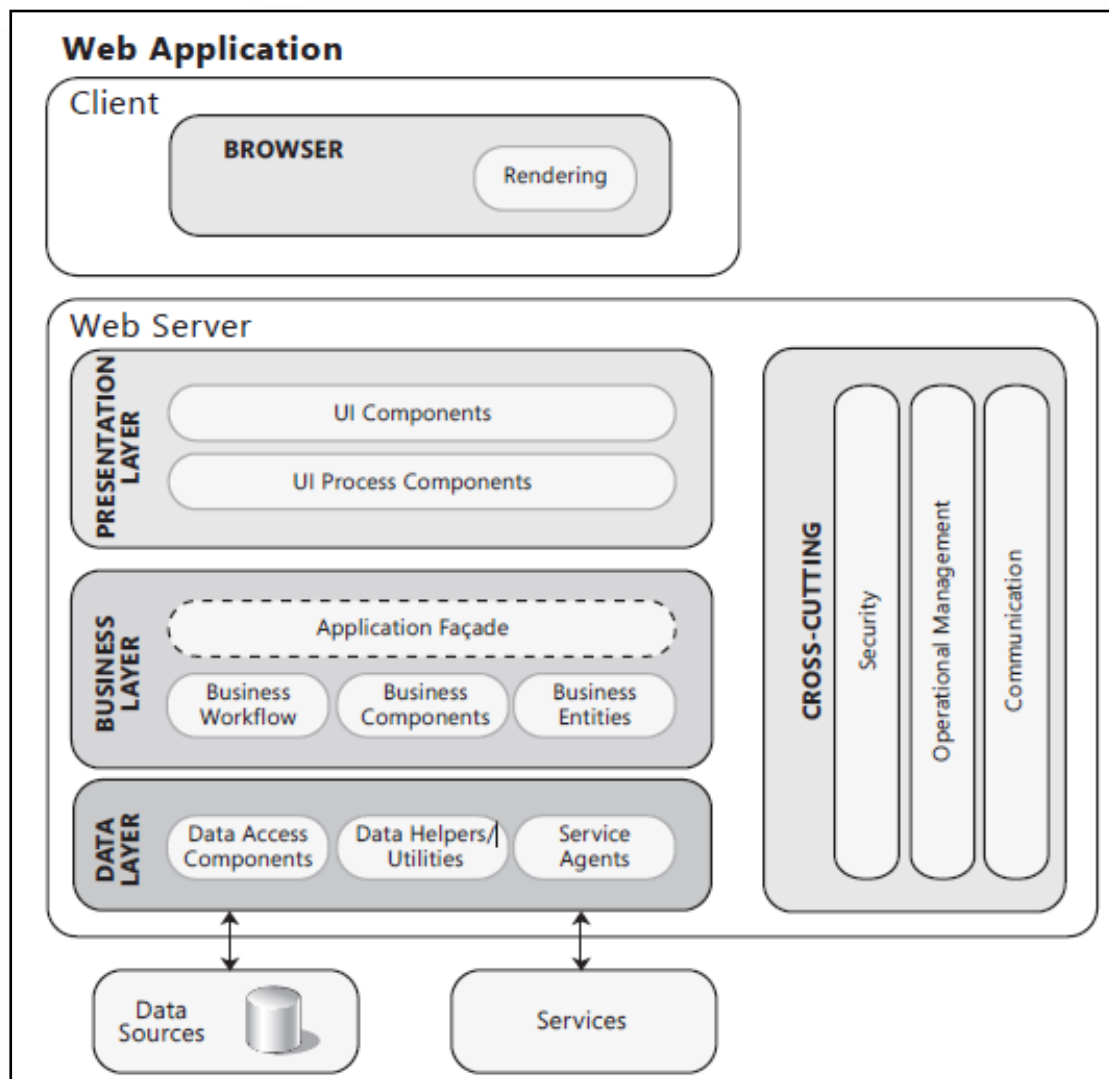 Web Application
Client
BROWSER
Rendering
Web Server
PRESENTATION
LAYER
UI Components
UI Process Components
BUSINESS
LAYER
Application Façade
Business
Workflow
Business
Components
Business
Entities
DATA
LAYER
Data Access
Components
Data Helpers/
Utilities
Service
Agents
CROSS-CUTTING
Security
Operational Management
Communication
Data
Sources
Services